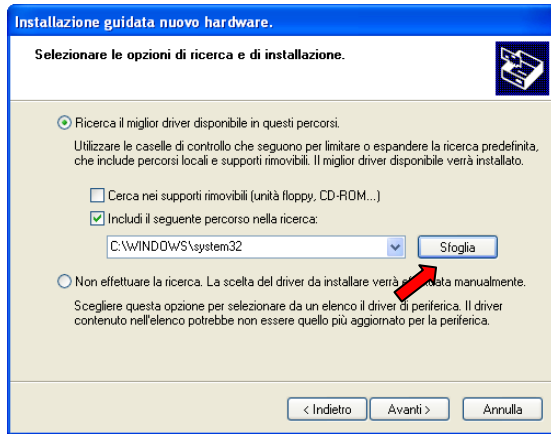 Installazione guidata nuovo hardware.
Selezionare le opzioni di ricerca e di installazione.
Ricerca il miglior driver disponibile in questi percorsi.
Utilizzare le caselle di controllo che seguono per limitare o espandere la ricerca predefinita,
che include percorsi locali e supporti rimovibili. Il miglior driver disponibile verrà installato.
Cerca nei supporti rimovibili (unità floppy, CD-ROM...)
Includi il seguente percorso nella ricerca:
C:\WINDOWS\system32
Sfoglia
Non effettuare la ricerca. La scelta del driver da installare verrà manualmente.
Scegliere questa opzione per selezionare da un elenco il driver di periferica. Il driver
contenuto nell'elenco potrebbe non essere quello più aggiornato per la periferica.
< Indietro
Avanti >
Annulla